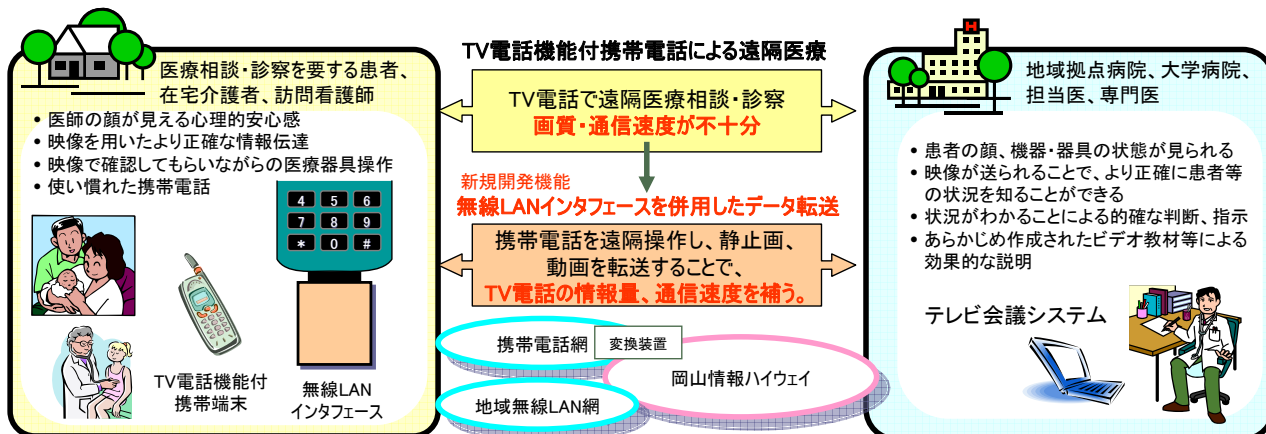 TV電話機能付携帯電話による遠隔医療
医療相談・診察を要する患者、
在宅介護者、訪問看護師
• 医師の顔が見える心理的安心感
• 映像を用いたより正確な情報伝達
• 映像で確認してもらいながらの医療器具操作
• 使い慣れた携帯電話
4 5 6
7 8 9
* 0 #
TV電話機能付
携帯端末
無線LAN
インタフェース
TV電話で遠隔医療相談・診察
画質・通信速度が不十分
新規開発機能
無線LANインタフェースを併用したデータ転送
携帯電話を遠隔操作し、静止画、
動画を転送することで、
TV電話の情報量、通信速度を補う。
携帯電話網
変換装置
岡山情報ハイウェイ
地域無線LAN網
H
地域拠点病院、大学病院、
担当医、専門医
• 患者の顔、機器・器具の状態が見られる
• 映像が送られることで、より正確に患者等
の状況を知ることができる
• 状況がわかることによる的確な判断、指示
• あらかじめ作成されたビデオ教材等による
効果的な説明
テレビ会議システム